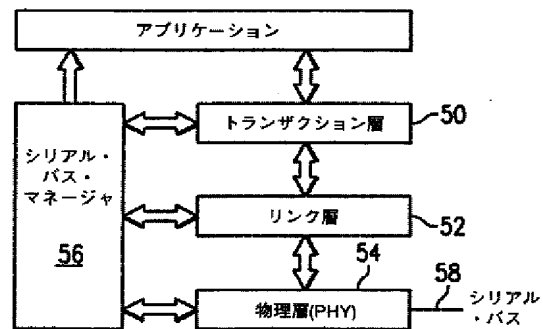 アプリケーション
トランザクション層
50
シリアル・
バス・
マネージャ
56
リンク層
52
54
58
物理層(PHY)
シリアル・
バス